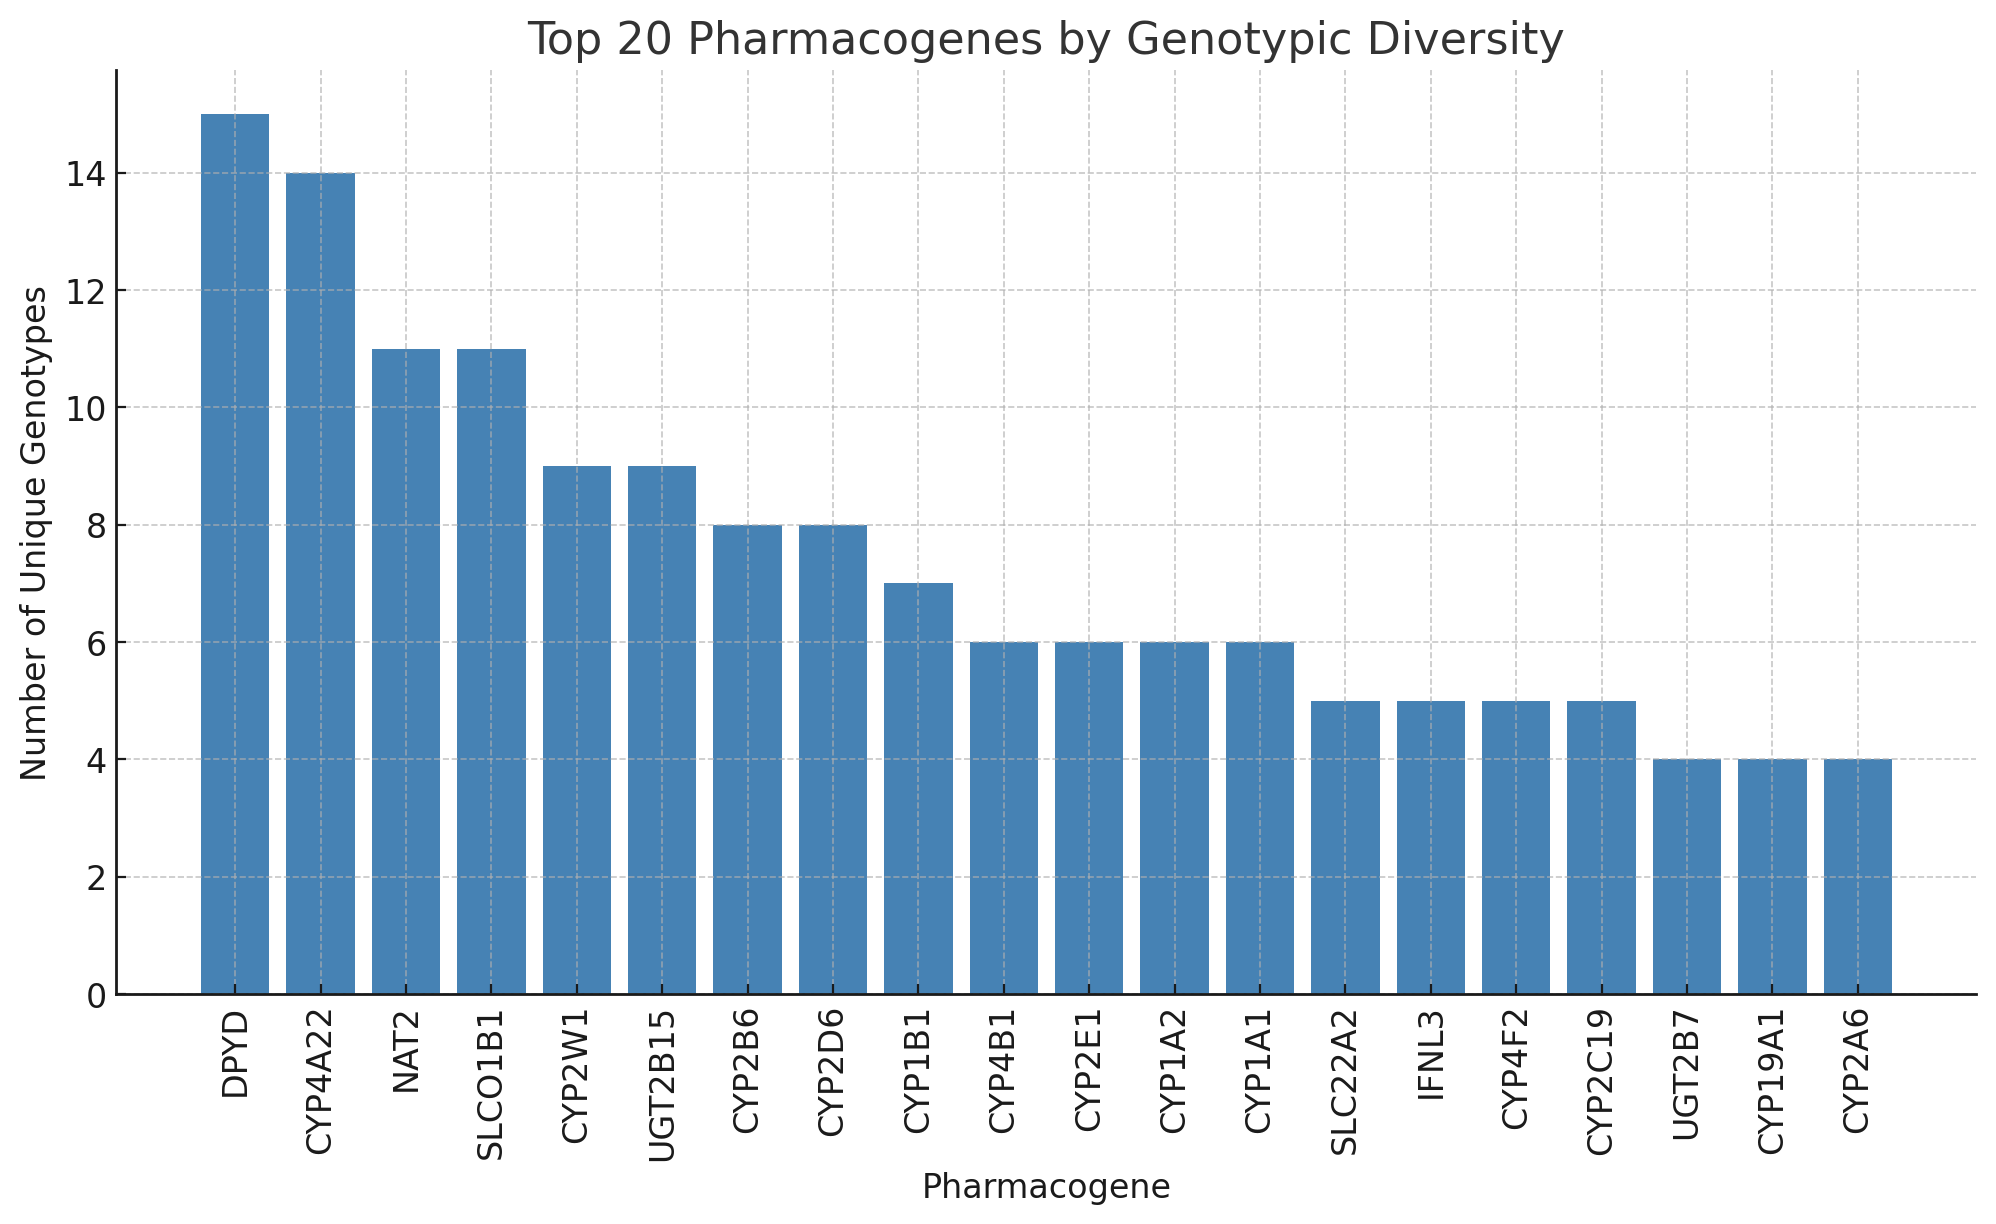 Top 20 Pharmacogenes by Genotypic Diversity
Number of Unique Genotypes
14
12
10
8
6
4
2
0
DPYD
CYP4A22
NAT2
SLCO1B1
CYP2W1
UGT2B15
CYP2B6
CYP2D6
CYP1B1
CYP4B1
CYP2E1
CYP1A2
CYP1A1
SLC22A2
IFNL3
CYP4F2
CYP2C19
UGT2B7
CYP19A1
CYP2A6
Pharmacogene